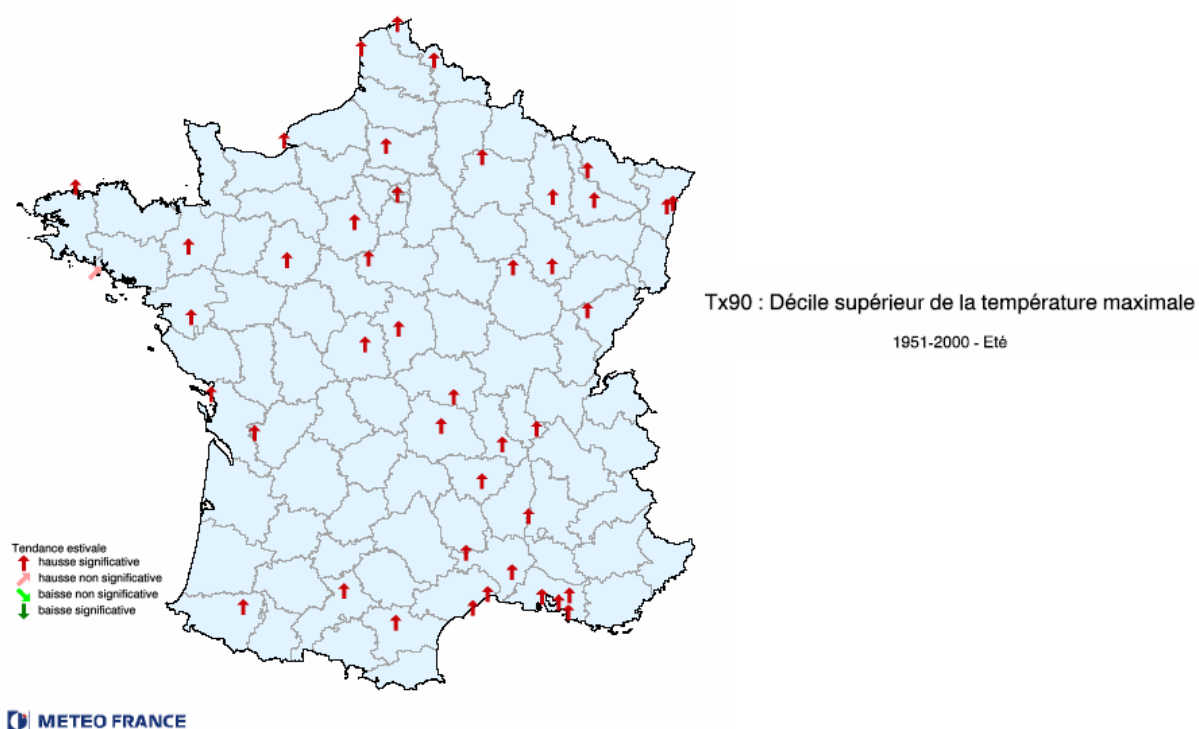 Tx90 : Décile supérieur de la température maximale
1951-2000 - Eté
Tendance estivale
hausse significative
hausse non significative
baisse non significative
baisse significative
METEO FRANCE